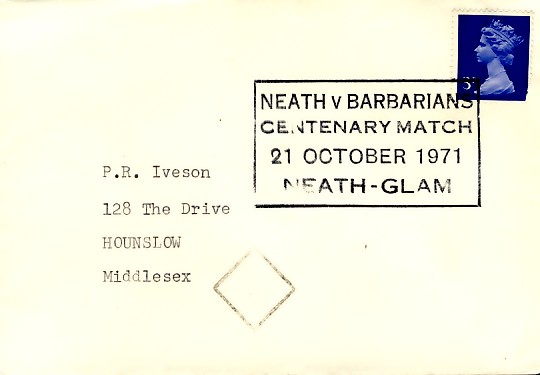 NEATH v BARBARIANS
CENTENARY MATCH
21 OCTOBER 1971
NEATH-GLAM
P.R. Iveson
128 The Drive
HOUNSLOW
Middlesex